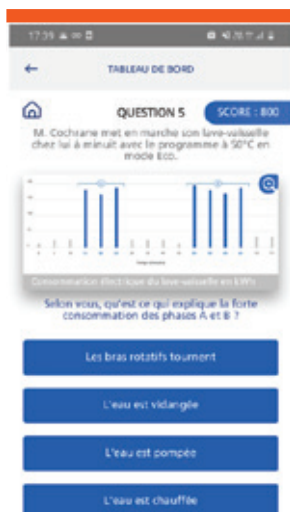 17:39
TABLEAU DE BORD
QUESTION 5
SCORE : 800
M. Cochrane met en marche son lave-vaisselle
chez lui à minuit avec le programme à 50°C en
mode Eco.
Consommation électrique du lave-vaisselle en kWh
Selon vous, qu'est ce qui explique la forte
consommation des phases A et B ?
Les bras rotatifs tournent
L'eau est vidangée
L'eau est pompée
L'eau est chauffée